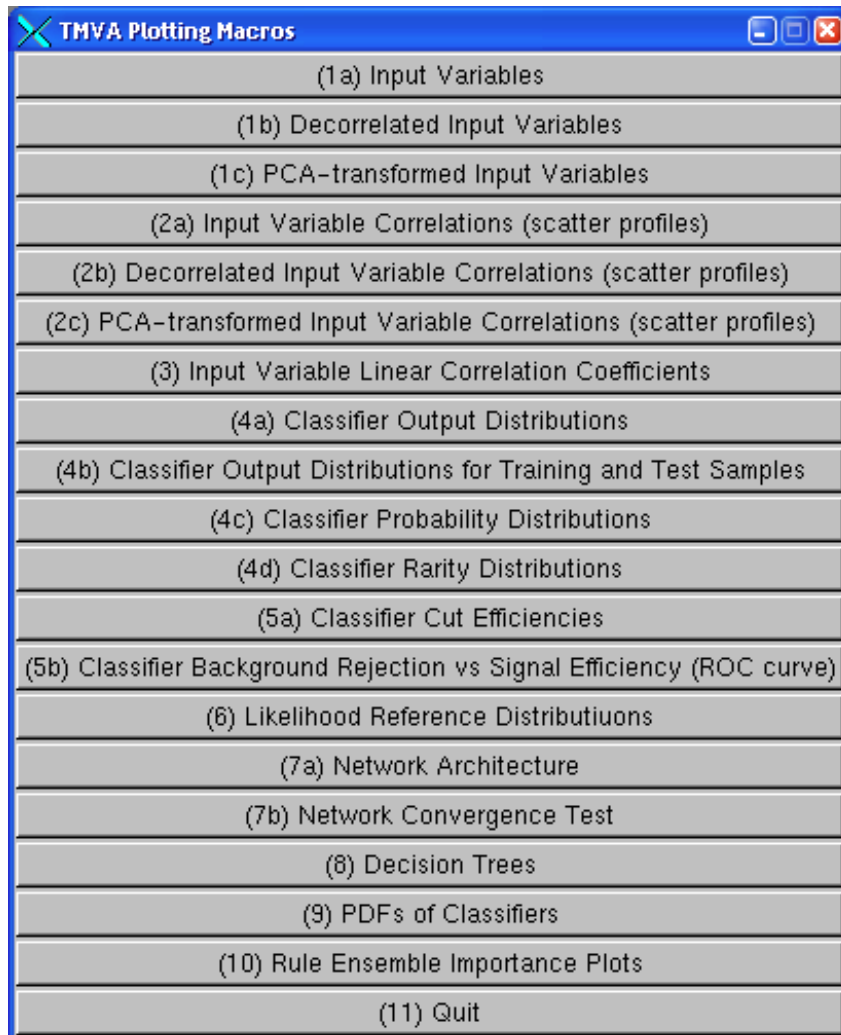 TMVA Plotting Macros
(1a) Input Variables
(1b) Decorrelated Input Variables
(1c) PCA-transformed Input Variables
(2a) Input Variable Correlations (scatter profiles)
(2b) Decorrelated Input Variable Correlations (scatter profiles)
(2c) PCA-transformed Input Variable Correlations (scatter profiles)
(3) Input Variable Linear Correlation Coefficients
(4a) Classifier Output Distributions
(4b) Classifier Output Distributions for Training and Test Samples
(4c) Classifier Probability Distributions
(4d) Classifier Rarity Distributions
(5a) Classifier Cut Efficiencies
(5b) Classifier Background Rejection vs Signal Efficiency (ROC curve)
(6) Likelihood Reference Distributiuons
(7a) Network Architecture
(7b) Network Convergence Test
(8) Decision Trees
(9) PDFs of Classifiers
(10) Rule Ensemble Importance Plots
(11) Quit